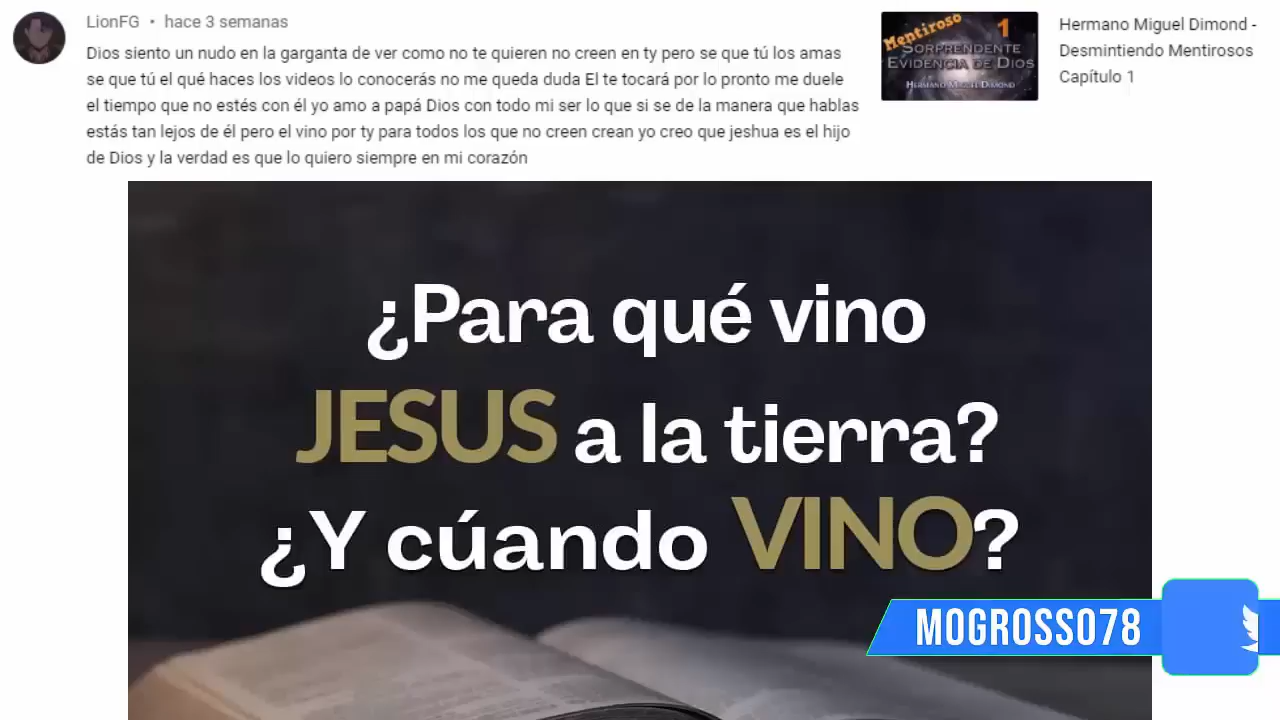 LionFG • hace 3 semanas
Dios siento un nudo en la garganta de ver como no te quieren no creen en ty pero se que tú los amas
se que tú el qué haces los videos lo conocerás no me queda duda El te tocará por lo pronto me duele
el tiempo que no estés con él yo amo a papá Dios con todo mi ser lo que si se de la manera que hablas
estás tan lejos de él pero el vino por ty para todos los que no creen crean yo creo que jeshua es el hijo
de Dios y la verdad es que lo quiero siempre en mi corazón
Mentiroso 1
SORPRENDENTE
EVIDENCIA DE DIOS
HERMANO MIGUEL DIMOND
Hermano Miguel Dimond -
Desmintiendo Mentirosos
Capítulo 1
¿Para qué vino
JESUS a la tierra?
¿Y cúando VINO?
MOGROSSO78